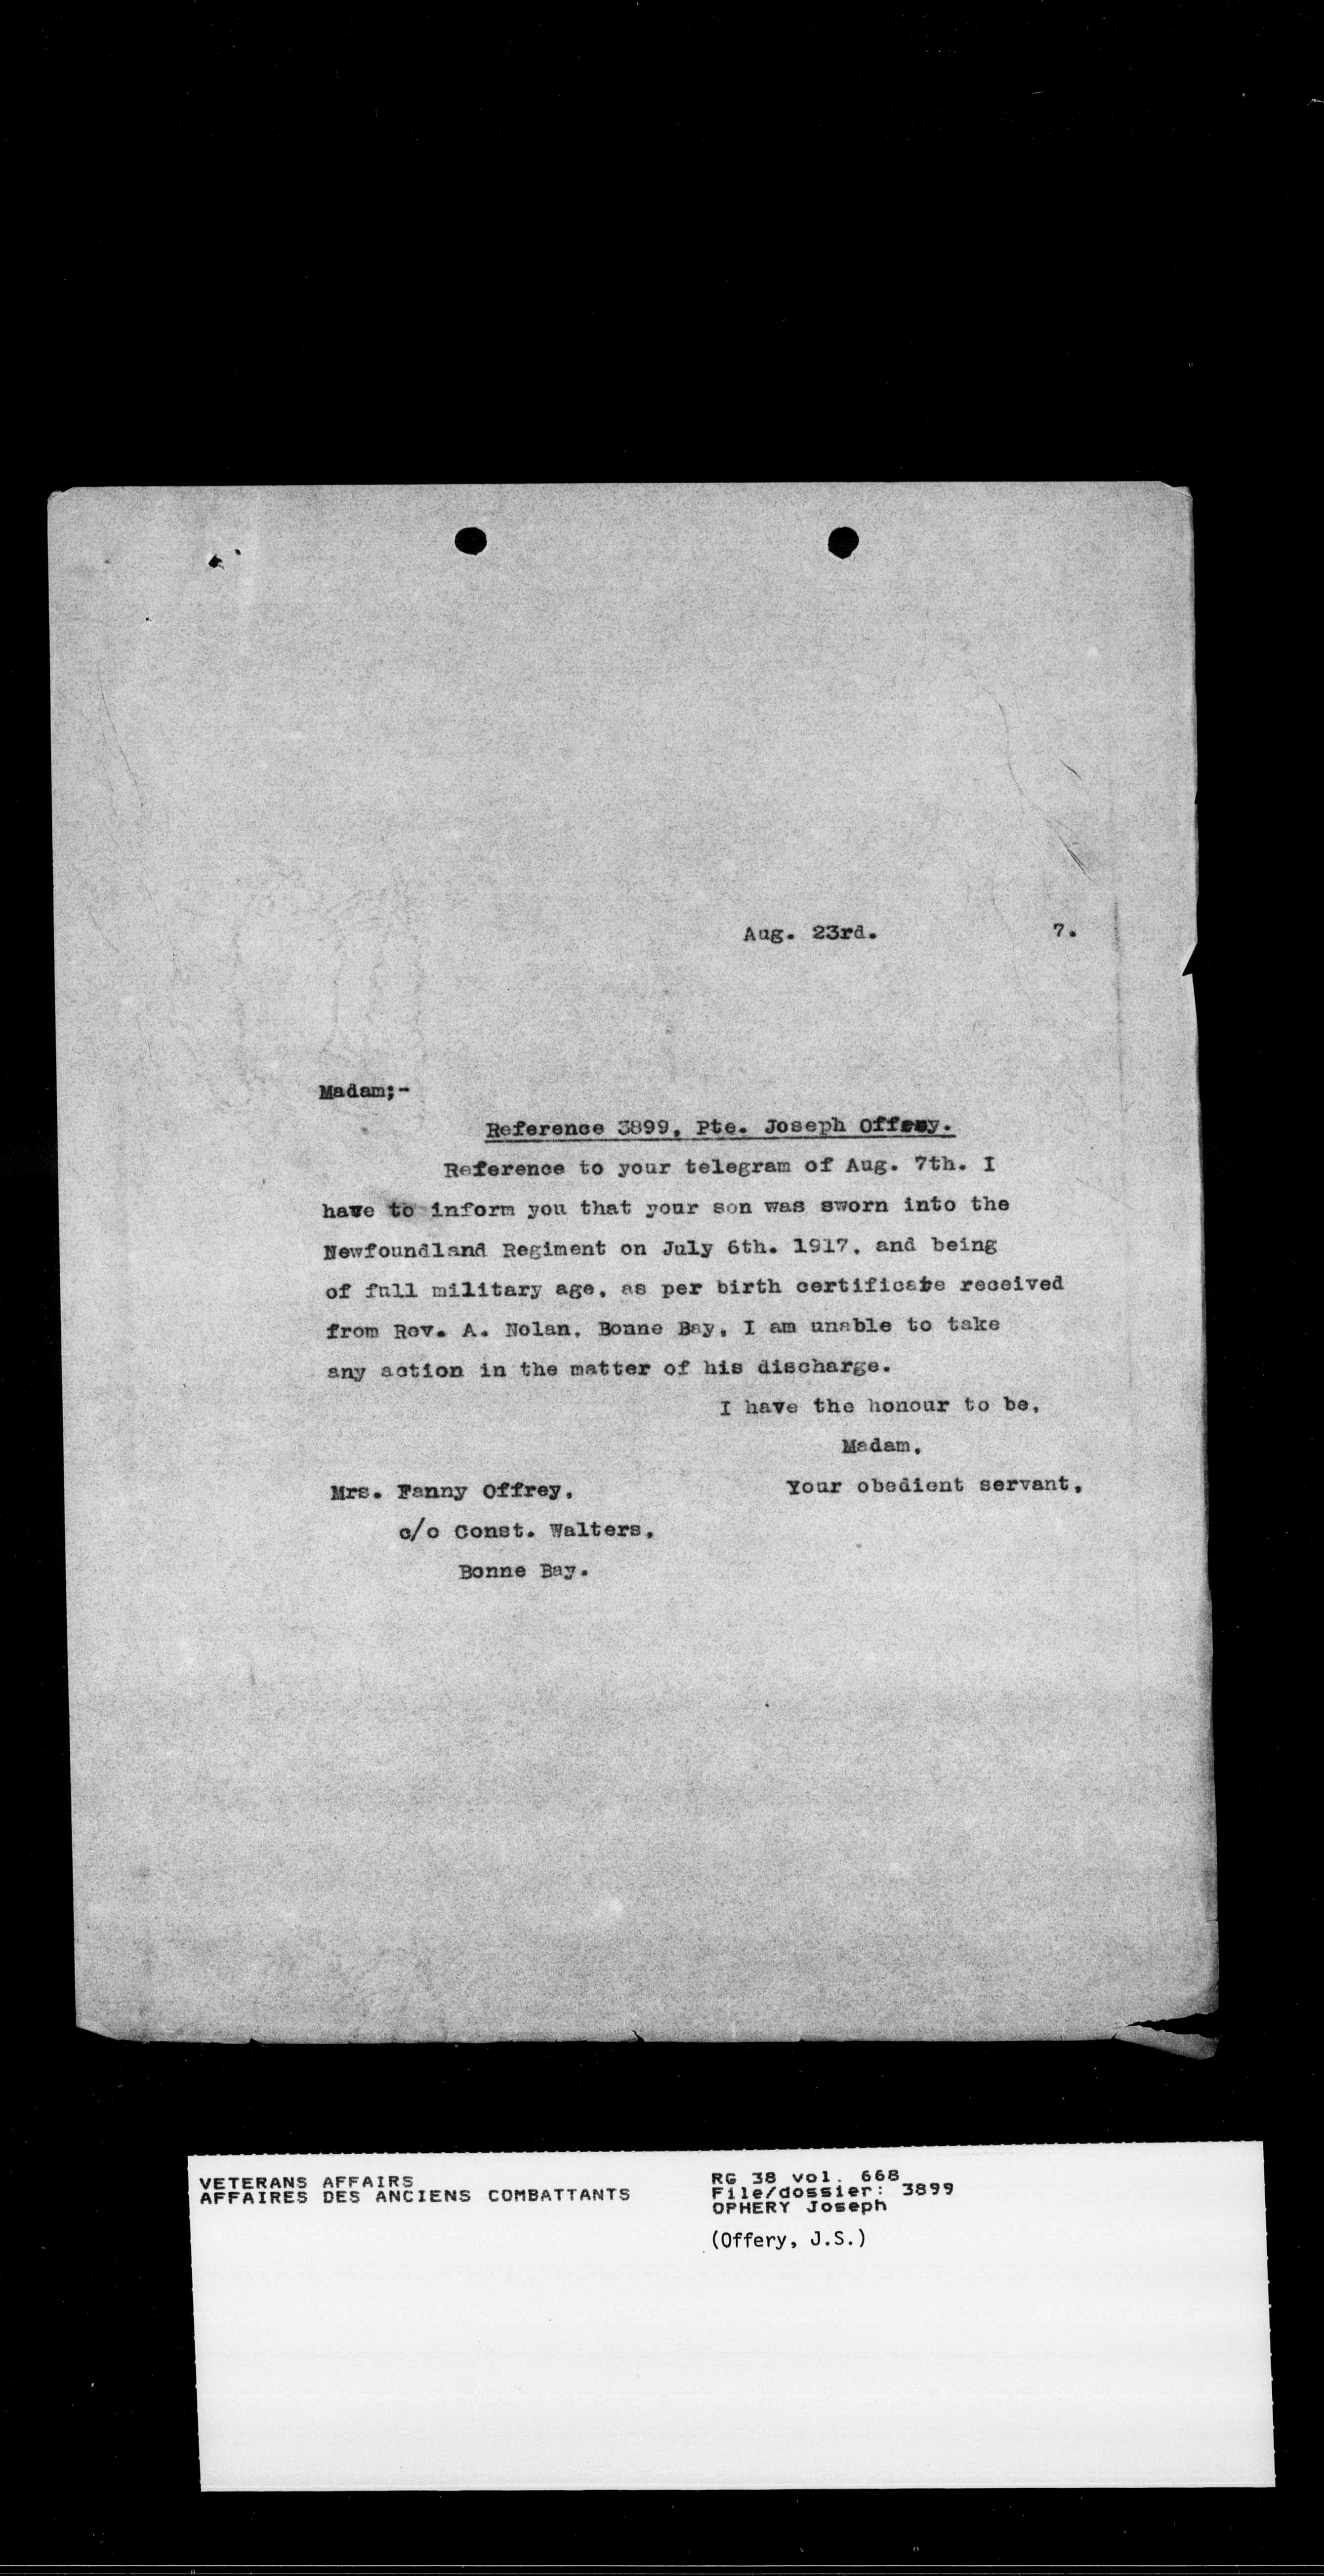 Aug. 23rd. 7.
Madam;-
Reference 3899, Pte. Joseph Offrey.
Reference to your telegram of Aug. 7th. I
have to inform you that your son was sworn into the
Newfoundland Regiment on July 6th. 1917, and being
of full military age, as per birth certificate received
from Rev. A. Nolan, Bonne Bay, I am unable to take
any action in the matter of his discharge.
I have the honour to be,
Madam,
Your obedient servant,
Mrs. Fanny Offrey,
c/o Const. Walters,
Bonne Bay.
VETERANS AFFAIRS
AFFAIRES DES ANCIENS COMBATTANTS
RG 38 vol. 668
File/dossier: 3899
OPHERY Joseph
(Offery, J.S.)